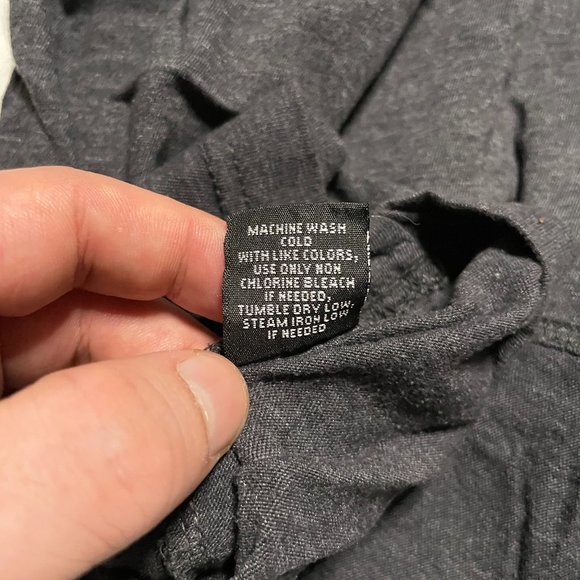 MACHINE WASH
COLD
WITH LIKE COLORS,
USE ONLY NON
CHLORINE BLEACH
IF NEEDED,
TUMBLE DRY LOW.
STEAM IRON LOW
IF NEEDED